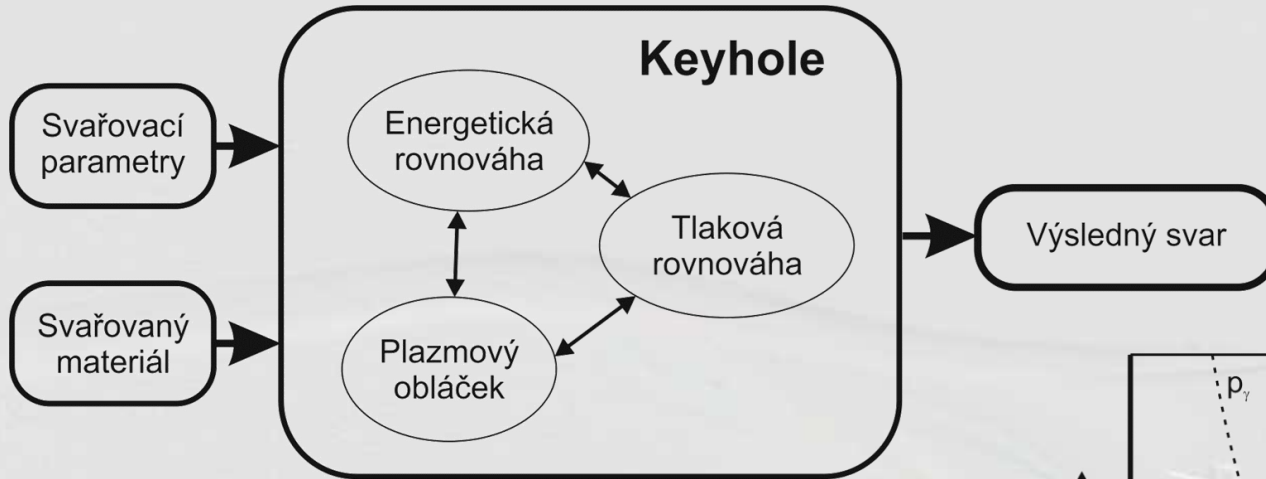 Keyhole
Svařovací
parametry
Energetická
rovnováha
Tlaková
rovnováha
Výsledný svar
Svařovaný
materiál
Plazmový
obláček
pγ